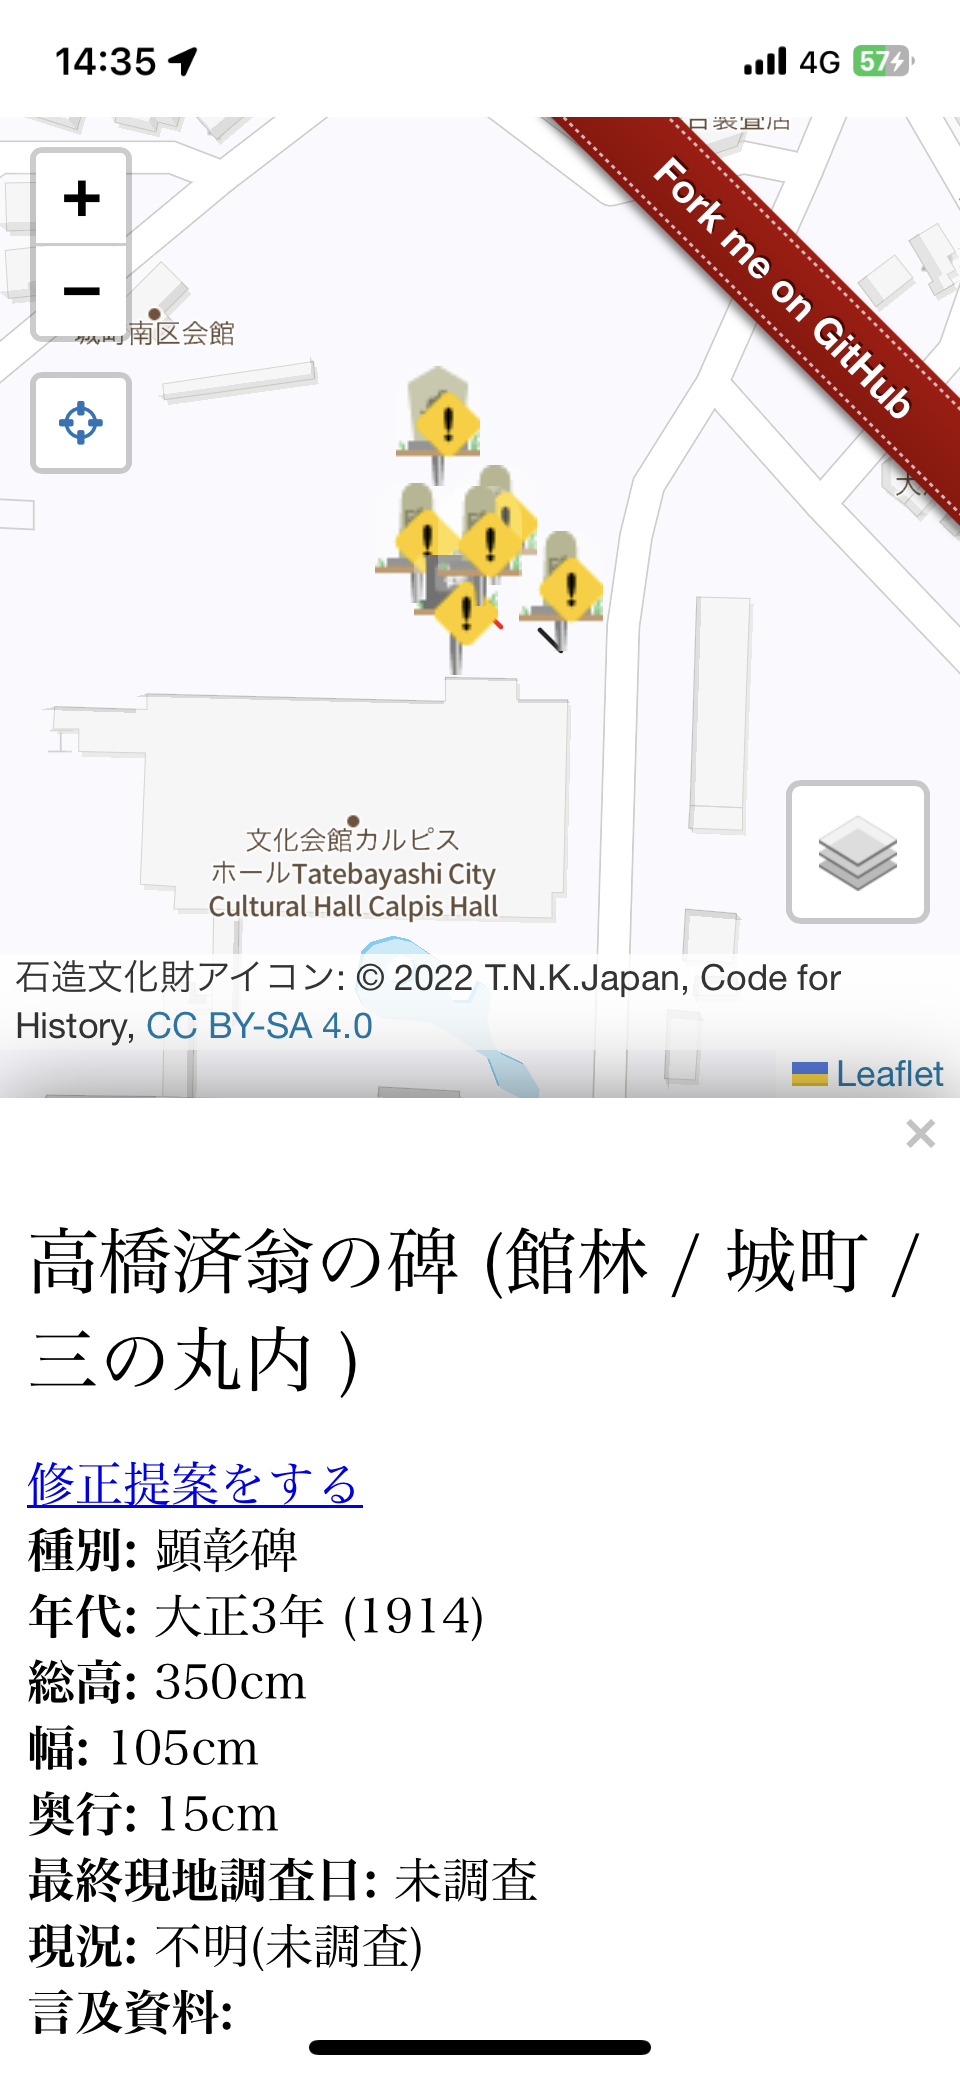 14:35
4G
57
Fork me on GitHub
+
−
城町南区会館
文化会館カルピス
ホールTatebayashi City
Cultural Hall Calpis Hall
石造文化財アイコン: © 2022 T.N.K.Japan, Code for
History, CC BY-SA 4.0
Leaflet
×
高橋済翁の碑 (館林 / 城町 /
三の丸内 )
修正提案をする
種別: 顕彰碑
年代: 大正3年 (1914)
総高: 350cm
幅: 105cm
奥行: 15cm
最終現地調査日: 未調査
現況: 不明(未調査)
言及資料: